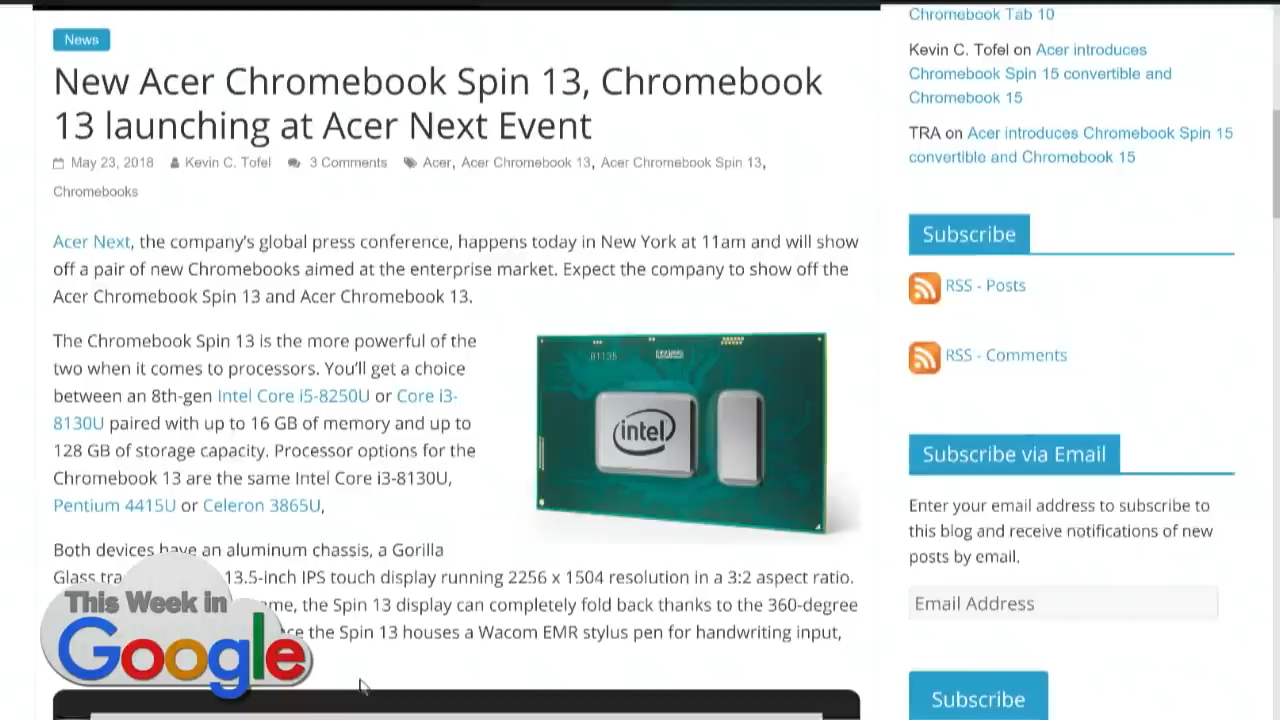 Chromebook Tab 10
News
New Acer Chromebook Spin 13, Chromebook
13 launching at Acer Next Event
May 23, 2018 Kevin C. Tofel 3 Comments Acer, Acer Chromebook 13, Acer Chromebook Spin 13,
Chromebooks
Acer Next, the company's global press conference, happens today in New York at 11am and will show
off a pair of new Chromebooks aimed at the enterprise market. Expect the company to show off the
Acer Chromebook Spin 13 and Acer Chromebook 13.
The Chromebook Spin 13 is the more powerful of the
two when it comes to processors. You'll get a choice
between an 8th-gen Intel Core i5-8250U or Core i3-
8130U paired with up to 16 GB of memory and up to
128 GB of storage capacity. Processor options for the
Chromebook 13 are the same Intel Core i3-8130U,
Pentium 4415U or Celeron 3865U,
intel
Both devices have an aluminum chassis, a Gorilla
Glass tra 13.5-inch IPS touch display running 2256 x 1504 resolution in a 3:2 aspect ratio.
me, the Spin 13 display can completely fold back thanks to the 360-degree
ce the Spin 13 houses a Wacom EMR stylus pen for handwriting input,
This Week in
Google
Kevin C. Tofel on Acer introduces
Chromebook Spin 15 convertible and
Chromebook 15
TRA on Acer introduces Chromebook Spin 15
convertible and Chromebook 15
Subscribe
RSS - Posts
RSS - Comments
Subscribe via Email
Enter your email address to subscribe to
this blog and receive notifications of new
posts by email.
Email Address
Subscribe